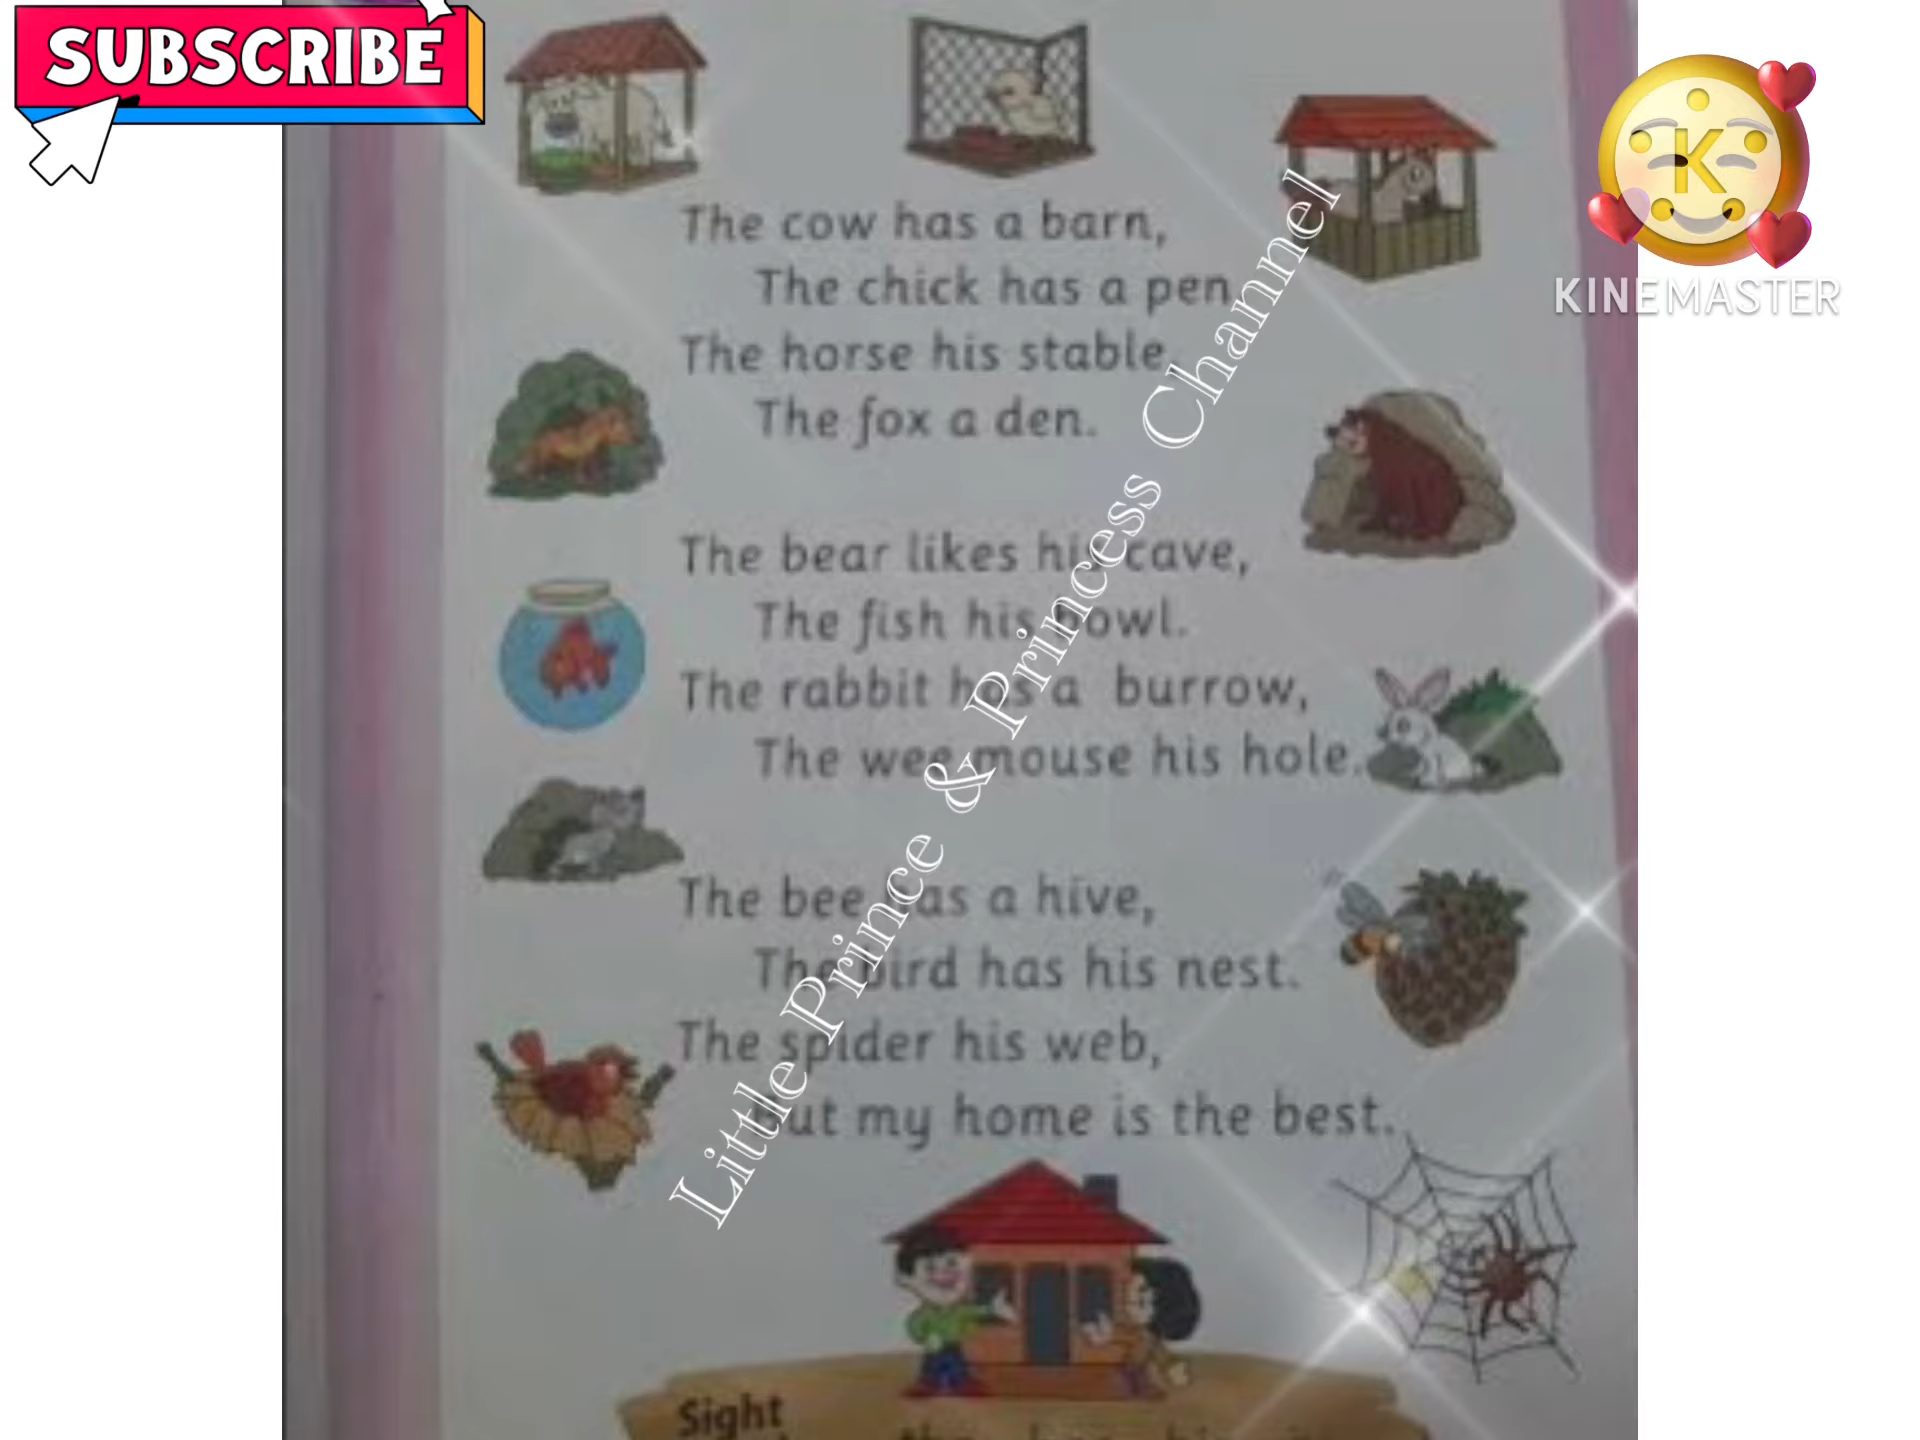 SUBSCRIBE
K
KINEMASTER
The cow has a barn,
The chick has a pen
The horse his stable,
The fox a den.
The bear likes his cave,
The fish his bowl.
The rabbit has a burrow,
The wee mouse his hole.
The bee has a hive,
The bird has his nest.
The spider his web,
But my home is the best.
Little Prince & Princess Channel
Sight